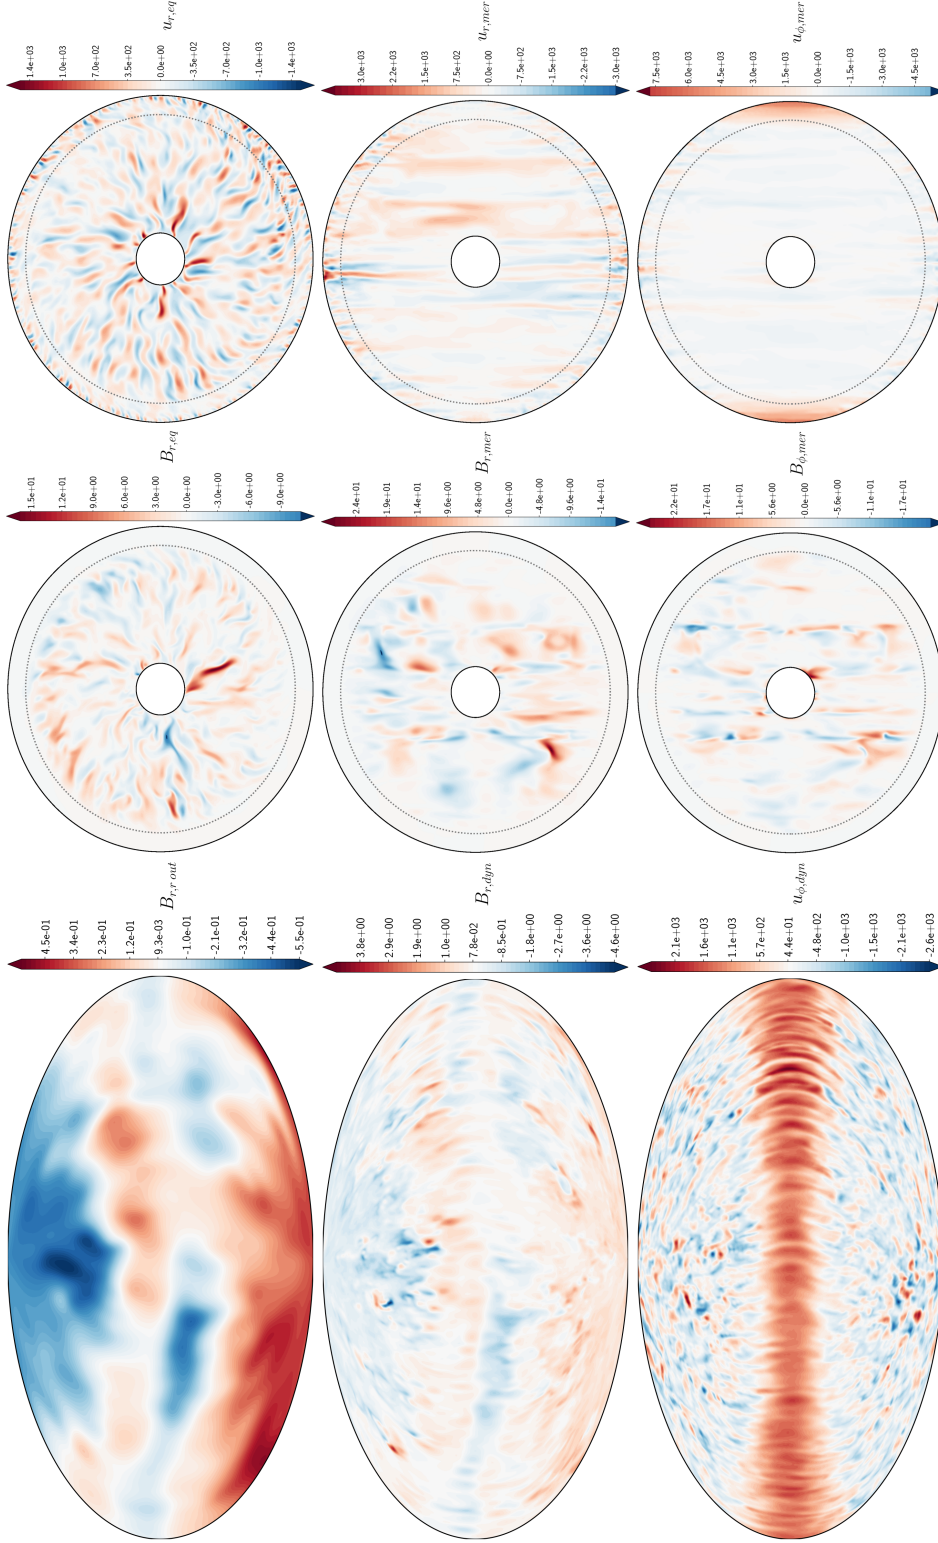 u_{r,eq}
1.4e+03
1.0e+03
7.0e+02
3.5e+02
0.0e+00
-3.5e+02
-7.0e+02
-1.0e+03
-1.4e+03
u_{r,mer}
3.0e+03
2.2e+03
1.5e+03
7.5e+02
0.0e+00
-7.5e+02
-1.5e+03
-2.2e+03
-3.0e+03
u_{ϕ,mer}
7.5e+03
6.0e+03
4.5e+03
3.0e+03
1.5e+03
0.0e+00
-1.5e+03
-3.0e+03
-4.5e+03
B_{r,eq}
1.5e+01
1.2e+01
9.0e+00
6.0e+00
3.0e+00
0.0e+00
-3.0e+00
-6.0e+00
-9.0e+00
B_{r,mer}
2.4e+01
1.9e+01
1.4e+01
9.6e+00
4.8e+00
0.0e+00
-4.8e+00
-9.6e+00
-1.4e+01
B_{ϕ,mer}
2.2e+01
1.7e+01
1.1e+01
5.6e+00
0.0e+00
-5.6e+00
-1.1e+01
-1.7e+01
B_{r,r out}
4.5e-01
3.4e-01
2.3e-01
1.2e-01
9.3e-03
-1.0e-01
-2.1e-01
-3.2e-01
-4.4e-01
-5.5e-01
B_{r,dyn}
3.8e+00
2.9e+00
1.9e+00
1.0e+00
7.8e-02
-8.5e-01
-1.8e+00
-2.7e+00
-3.6e+00
-4.6e+00
u_{ϕ,dyn}
2.1e+03
1.6e+03
1.1e+03
5.7e+02
4.4e+01
-4.8e+02
-1.0e+03
-1.5e+03
-2.1e+03
-2.6e+03